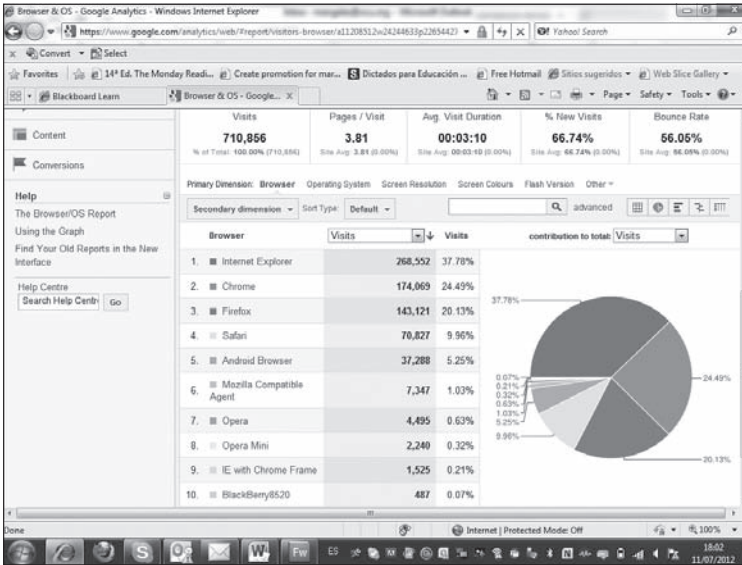 Browser & OS - Google Analytics - Windows Internet Explorer
https://www.google.com/analytics/web/#report/visitors-browser/a11208512w24244633p2265442
Yahoo! Search
x Convert Select
Favorites 14ª Ed. The Monday Readi... Create promotion for mar... S Dictados para Educación ... Free Hotmail Sitios sugeridos Web Slice Gallery
Blackboard Learn Browser & OS - Google... X Page Safety Tools
Content
Conversions
Help
The Browser/OS Report
Using the Graph
Find Your Old Reports in the New
Interface
Help Centre
Search Help Centr Go
Visits Pages / Visit Avg. Visit Duration % New Visits Bounce Rate
710,856 3.81 00:03:10 66.74% 56.05%
% of Total: 100.00% (710,856) Site Avg: 3.81 (0.00%) Site Avg: 00:03:10 (0.00%) Site Avg: 66.74% (0.00%) Site Avg: 56.05% (0.00%)
Primary Dimension: Browser Operating System Screen Resolution Screen Colours Flash Version Other
Secondary dimension Sort Type: Default advanced
Browser Visits Visits contribution to total: Visits
1. Internet Explorer 268,552 37.78%
2. Chrome 174,069 24.49%
3. Firefox 143,121 20.13%
4. Safari 70,827 9.96%
5. Android Browser 37,288 5.25%
6. Mozilla Compatible
Agent 7,347 1.03%
7. Opera 4,495 0.63%
8. Opera Mini 2,240 0.32%
9. IE with Chrome Frame 1,525 0.21%
10. BlackBerry8520 487 0.07%
37.78%
24.49%
0.07%
0.21%
0.32%
0.63%
1.03%
5.25%
9.96%
20.13%
Done Internet | Protected Mode: Off 100%
ES 18:02
11/07/2012